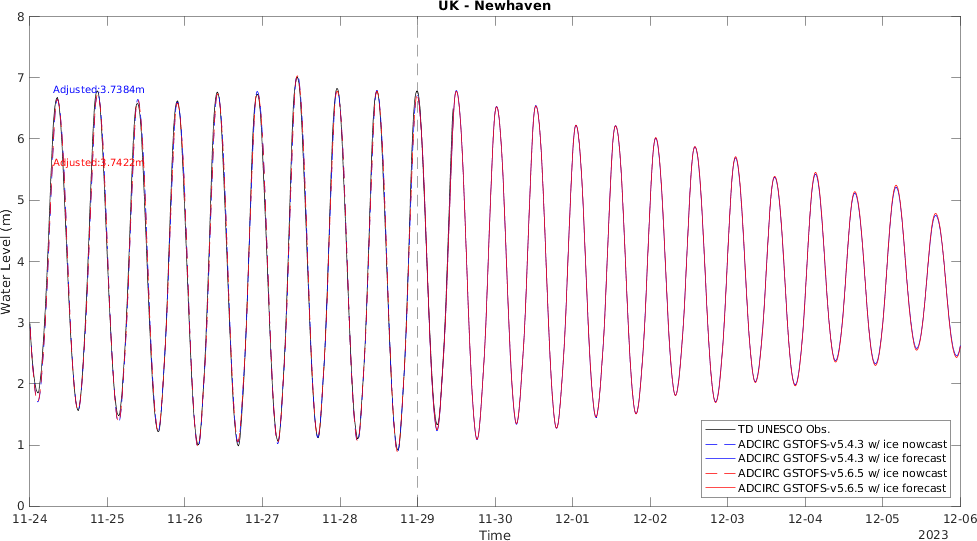 UK - Newhaven
8
7
6
5
4
3
2
1
0
Water Level (m)
Adjusted:3.7384m
Adjusted:3.7422m
TD UNESCO Obs.
ADCIRC GSTOFS-v5.4.3 w/ ice nowcast
ADCIRC GSTOFS-v5.4.3 w/ ice forecast
ADCIRC GSTOFS-v5.6.5 w/ ice nowcast
ADCIRC GSTOFS-v5.6.5 w/ ice forecast
11-24 11-25 11-26 11-27 11-28 11-29 11-30 12-01 12-02 12-03 12-04 12-05 12-06
Time
2023